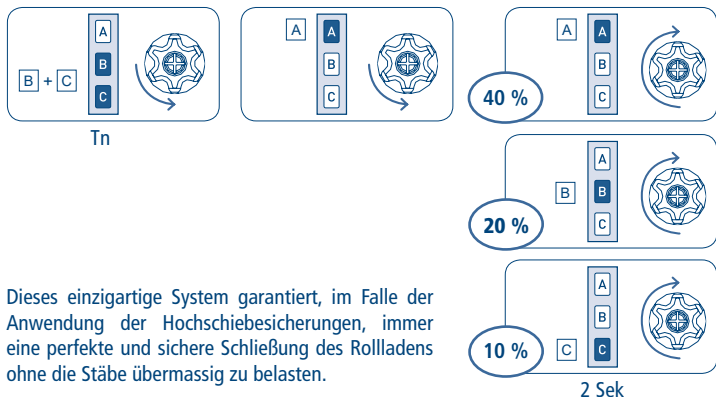 B + C
A
B
C
Tn
A
A
B
C
A
A
B
C
40 %
B
A
B
C
20 %
C
A
B
C
10 %
2 Sek
Dieses einzigartige System garantiert, im Falle der
Anwendung der Hochschiebesicherungen, immer
eine perfekte und sichere Schließung des Rollladens
ohne die Stäbe übermassig zu belasten.